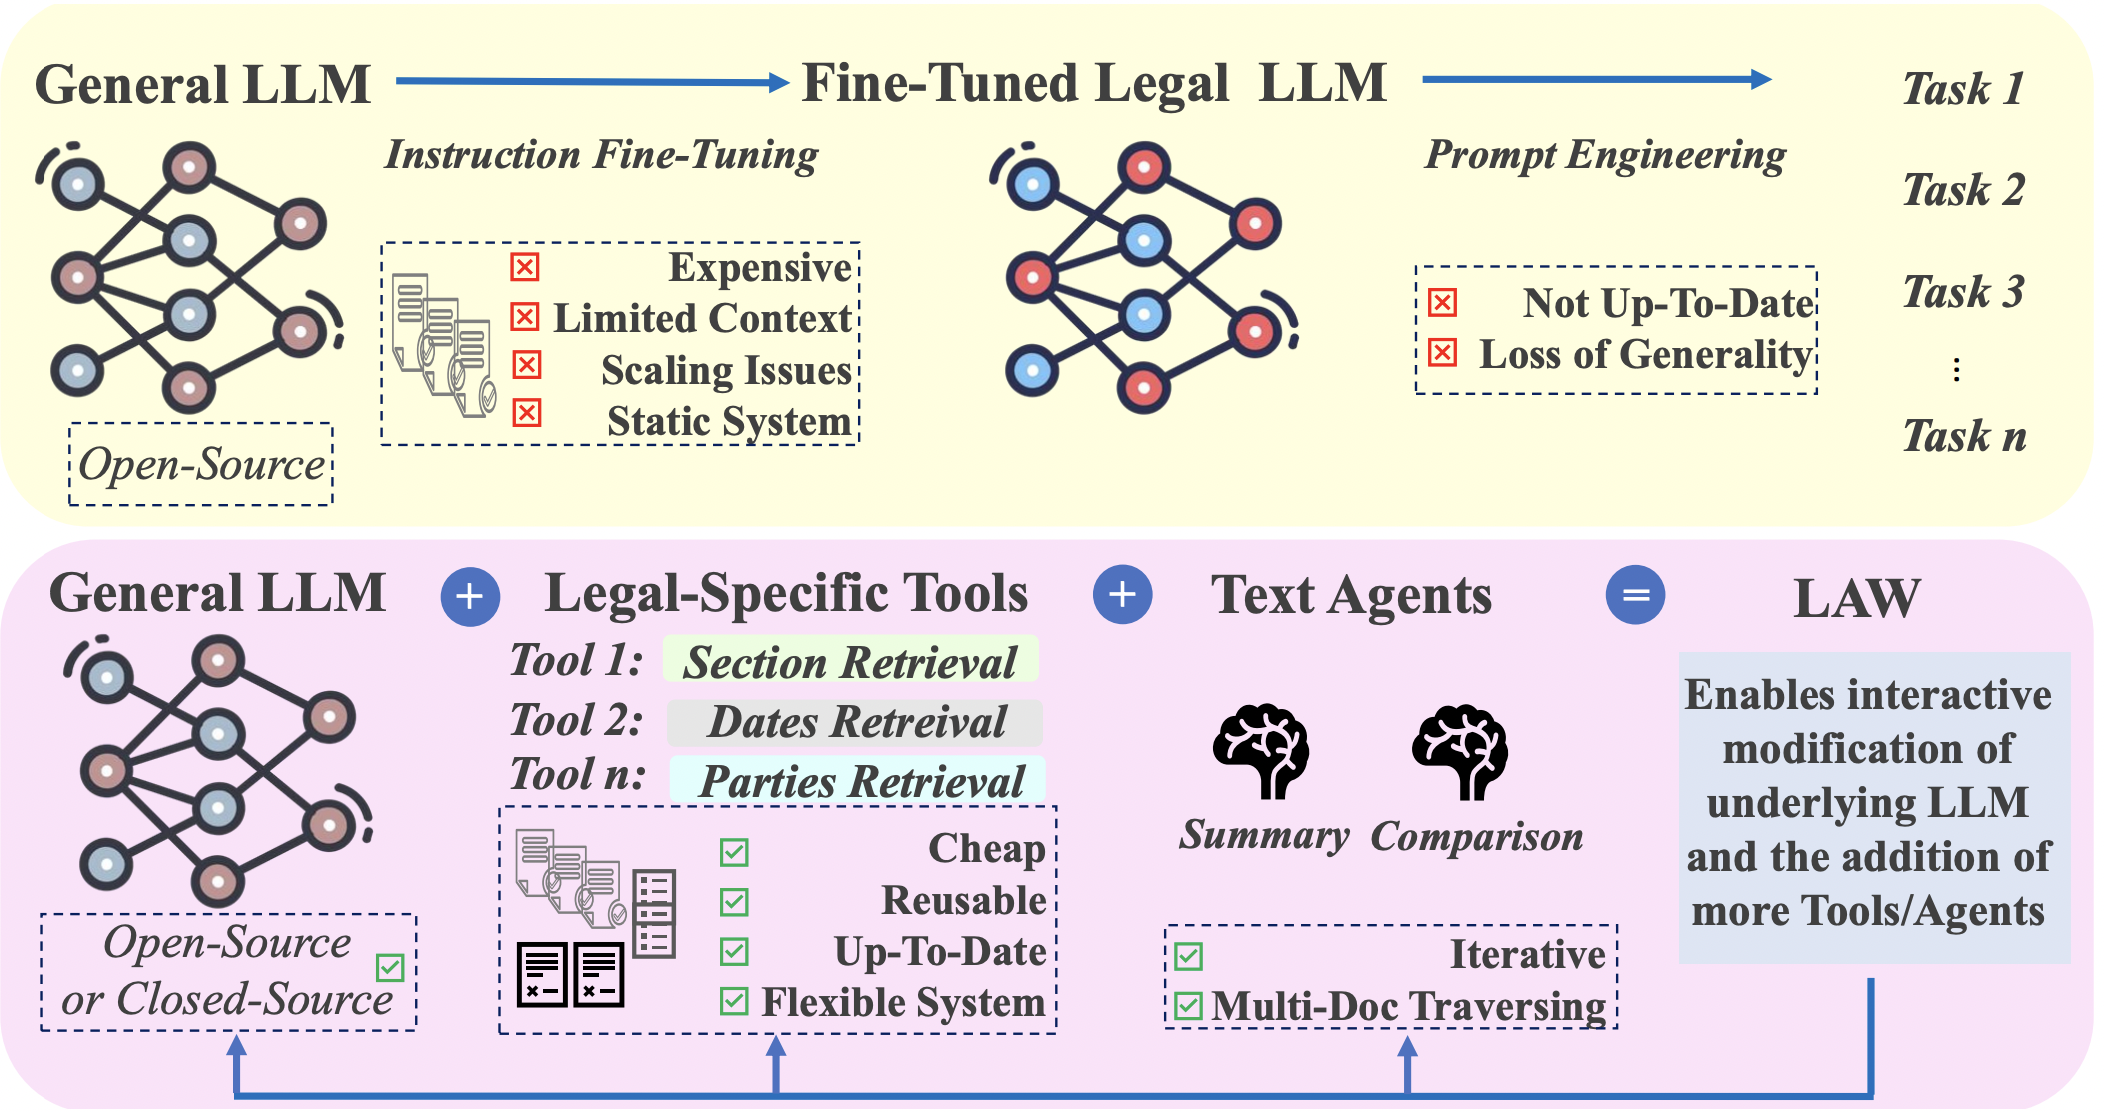 General LLM
Fine-Tuned Legal LLM
Instruction Fine-Tuning
Prompt Engineering
Open-Source
Expensive
Limited Context
Scaling Issues
Static System
Not Up-To-Date
Loss of Generality
Task 1
Task 2
Task 3
⋮
Task n
General LLM
+
Legal-Specific Tools
+
Text Agents
=
LAW
Open-Source
or Closed-Source
Tool 1: Section Retrieval
Tool 2: Dates Retreival
Tool n: Parties Retrieval
Cheap
Reusable
Up-To-Date
Flexible System
Summary Comparison
Iterative
Multi-Doc Traversing
Enables interactive
modification of
underlying LLM
and the addition of
more Tools/Agents